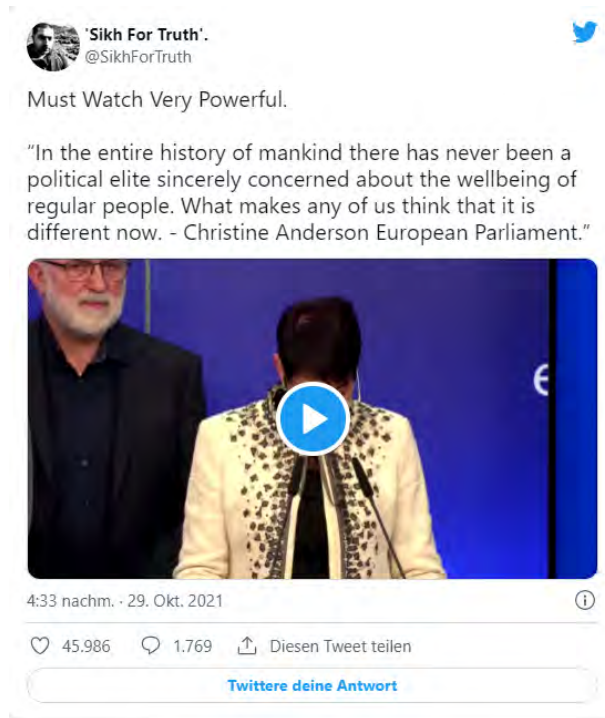 'Sikh For Truth'.
@SikhForTruth
Must Watch Very Powerful.
“In the entire history of mankind there has never been a
political elite sincerely concerned about the wellbeing of
regular people. What makes any of us think that it is
different now. - Christine Anderson European Parliament.”
e
4:33 nachm. · 29. Okt. 2021
45.986
1.769
Diesen Tweet teilen
Twittere deine Antwort